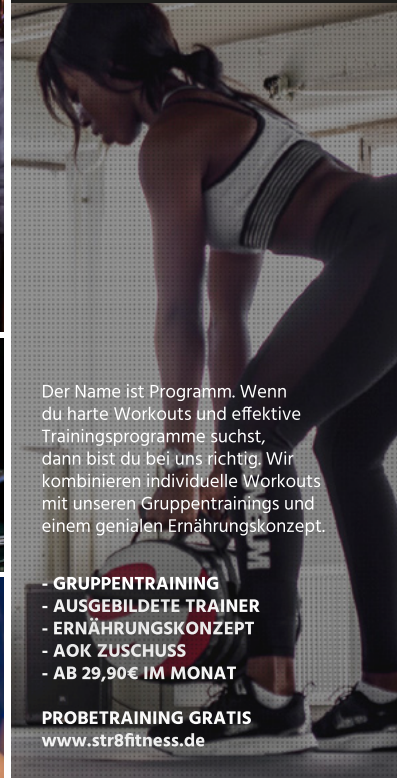 Der Name ist Programm. Wenn
du harte Workouts und effektive
Trainingsprogramme suchst,
dann bist du bei uns richtig. Wir
kombinieren individuelle Workouts
mit unseren Gruppentrainings und
einem genialen Ernährungskonzept.
- GRUPPENTRAINING
- AUSGEBILDETE TRAINER
- ERNÄHRUNGSKONZEPT
- AOK ZUSCHUSS
- AB 29,90€ IM MONAT
PROBETRAINING GRATIS
www.str8fitness.de